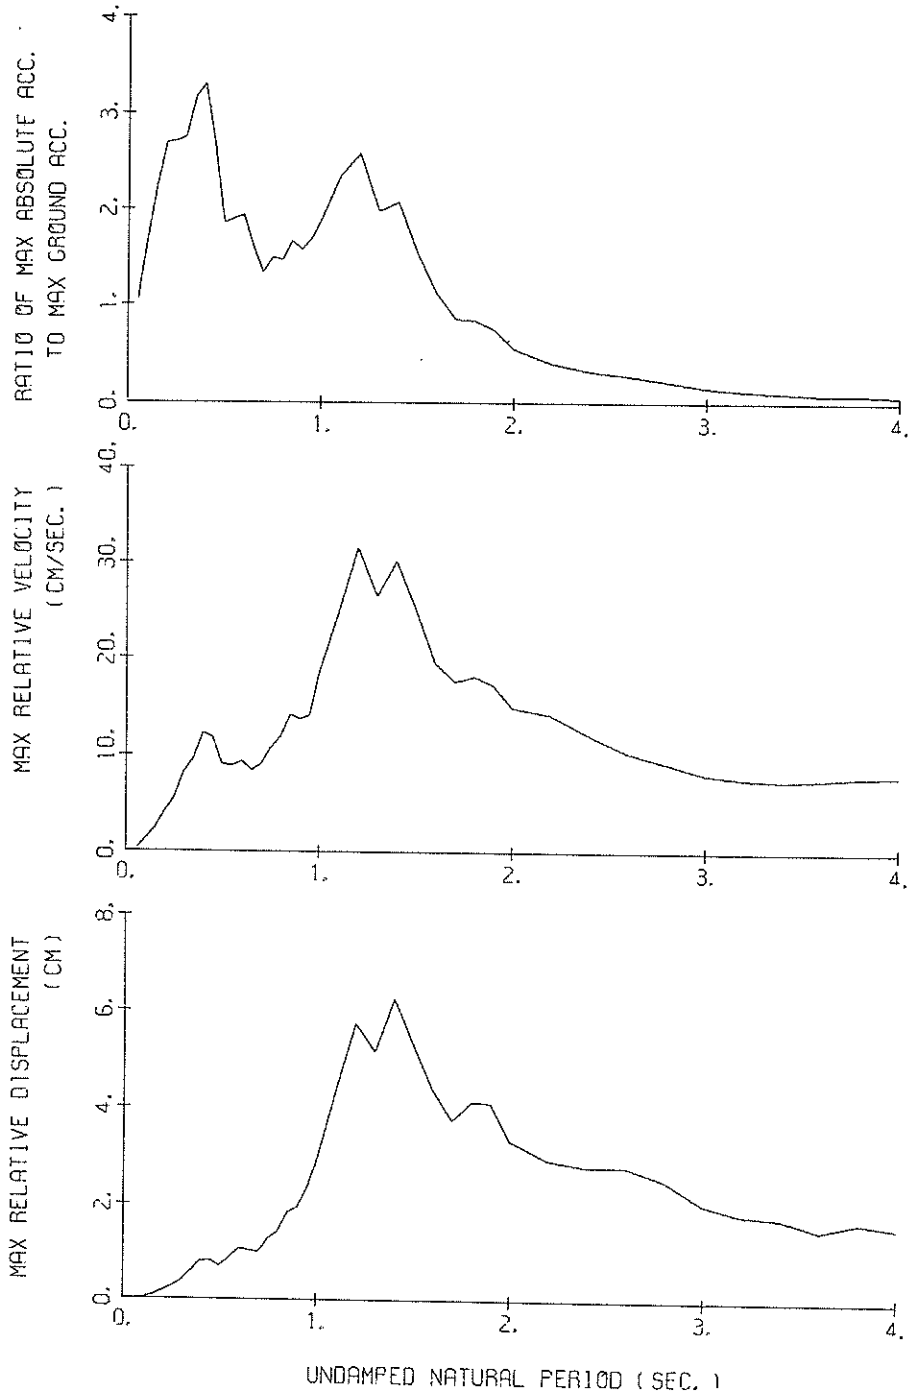 RATIO OF MAX ABSOLUTE ACC.
TO MAX GROUND ACC.
4.
3.
2.
1.
0.
0. 1. 2. 3. 4.
MAX RELATIVE VELOCITY
(CM/SEC.)
40.
30.
20.
10.
0.
0. 1. 2. 3. 4.
MAX RELATIVE DISPLACEMENT
(CM)
8.
6.
4.
2.
0.
0. 1. 2. 3. 4.
UNDAMPED NATURAL PERIOD (SEC.)